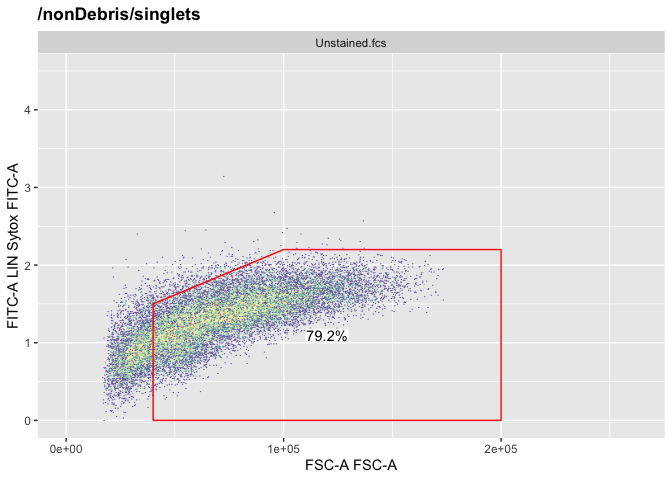 /nonDebris/singlets
Unstained.fcs
4
3
2
1
0
FITC-A LIN Sytox FITC-A
79.2%
0e+00
1e+05
2e+05
FSC-A FSC-A